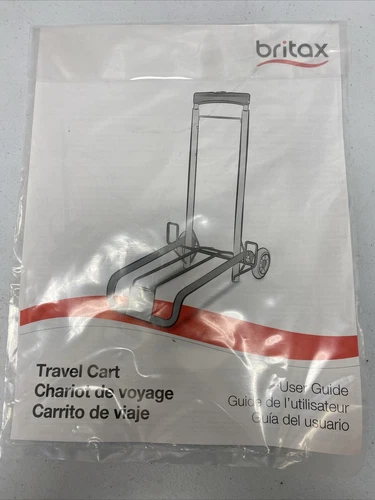 britax
Travel Cart
Chariot de voyage
Carrito de viaje
User Guide
Guide de l'utilisateur
Guía del usuario